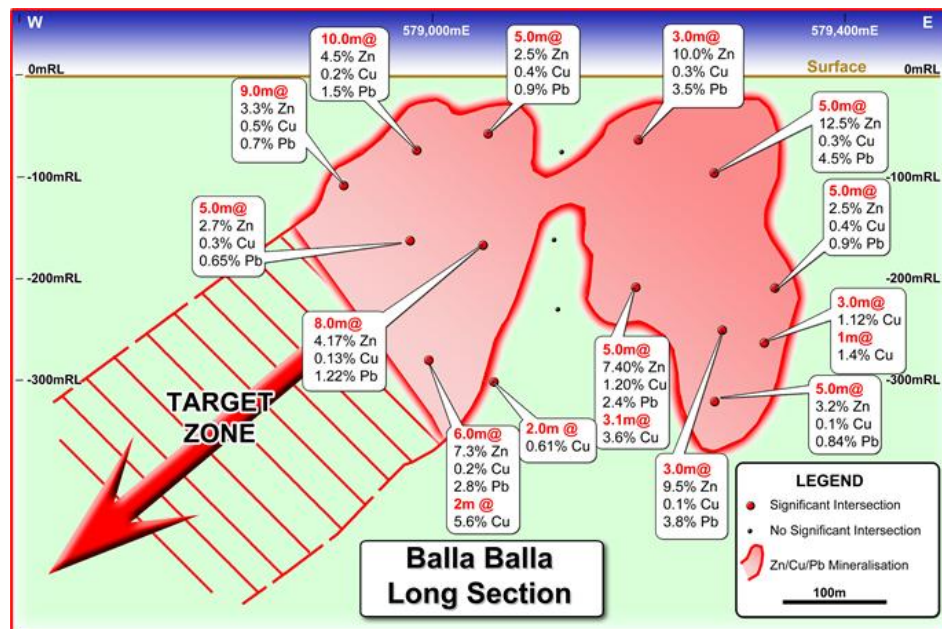 W
579,000mE
579,400mE
E
0mRL
Surface
0mRL
-100mRL
-100mRL
-200mRL
-200mRL
-300mRL
-300mRL
10.0m@
4.5% Zn
0.2% Cu
1.5% Pb
5.0m@
2.5% Zn
0.4% Cu
0.9% Pb
3.0m@
10.0% Zn
0.3% Cu
3.5% Pb
9.0m@
3.3% Zn
0.5% Cu
0.7% Pb
5.0m@
12.5% Zn
0.3% Cu
4.5% Pb
5.0m@
2.7% Zn
0.3% Cu
0.65% Pb
5.0m@
2.5% Zn
0.4% Cu
0.9% Pb
8.0m@
4.17% Zn
0.13% Cu
1.22% Pb
3.0m@
1.12% Cu
1m@
1.4% Cu
5.0m@
7.40% Zn
1.20% Cu
2.4% Pb
3.1m@
3.6% Cu
5.0m@
3.2% Zn
0.1% Cu
0.84% Pb
6.0m@
7.3% Zn
0.2% Cu
2.8% Pb
2m @
5.6% Cu
2.0m @
0.61% Cu
3.0m@
9.5% Zn
0.1% Cu
3.8% Pb
TARGET
ZONE
Balla Balla
Long Section
LEGEND
Significant Intersection
No Significant Intersection
Zn/Cu/Pb Mineralisation
100m